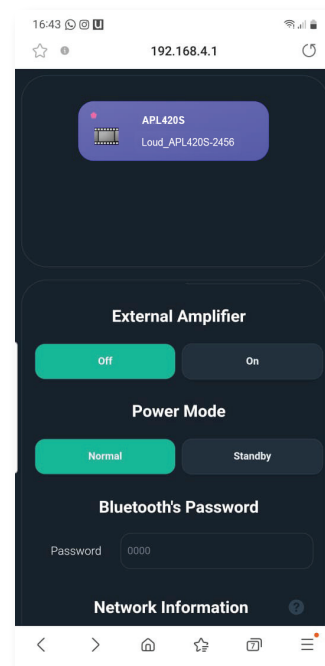 16:43
192.168.4.1
APL420S
Loud_APL420S-2456
External Amplifier
Off On
Power Mode
Normal Standby
Bluetooth's Password
Password 0000
Network Information ?
7